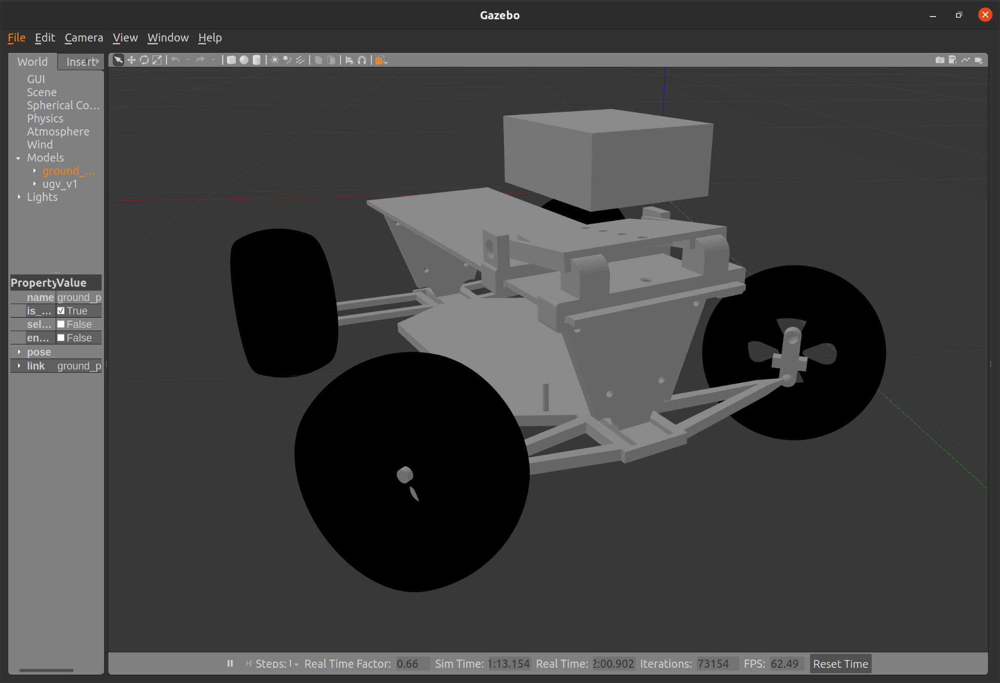 Gazebo
File Edit Camera View Window Help
World Insert
GUI
Scene
Spherical Co...
Physics
Atmosphere
Wind
Models
ground_...
ugv_v1
Lights
Property Value
name ground_p
is_... True
sel... False
en... False
pose
link ground_p
Steps: 1 Real Time Factor: 0.66 Sim Time: 1:13.154 Real Time: 2:00.902 Iterations: 73154 FPS: 62.49 Reset Time